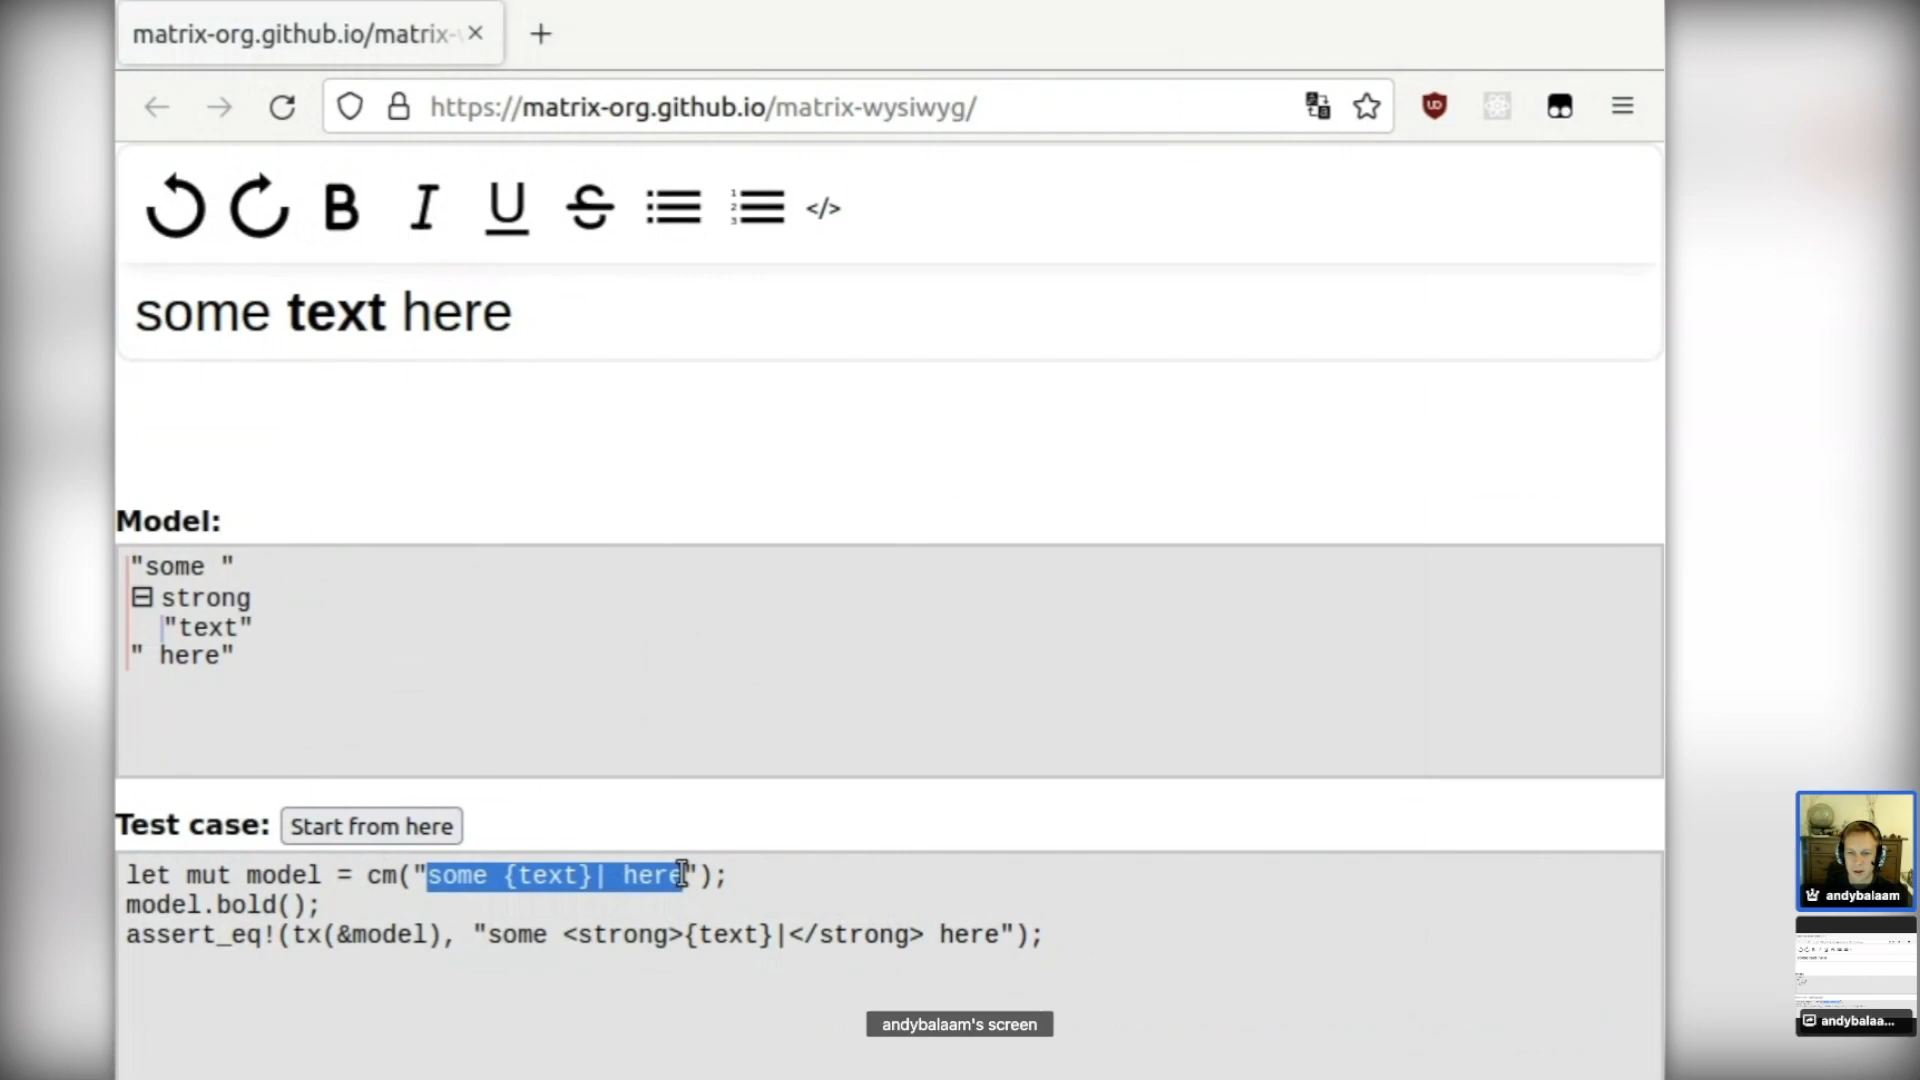 matrix-org.github.io/matrix-
https://matrix-org.github.io/matrix-wysiwyg/
B I U S </>
some text here
Model:
"some "
strong
"text"
" here"
Test case: Start from here
let mut model = cm("some {text}| here");
model.bold();
assert_eq!(tx(&model), "some <strong>{text}|</strong> here");
andybalaam's screen
andybalaam
andybalaa...